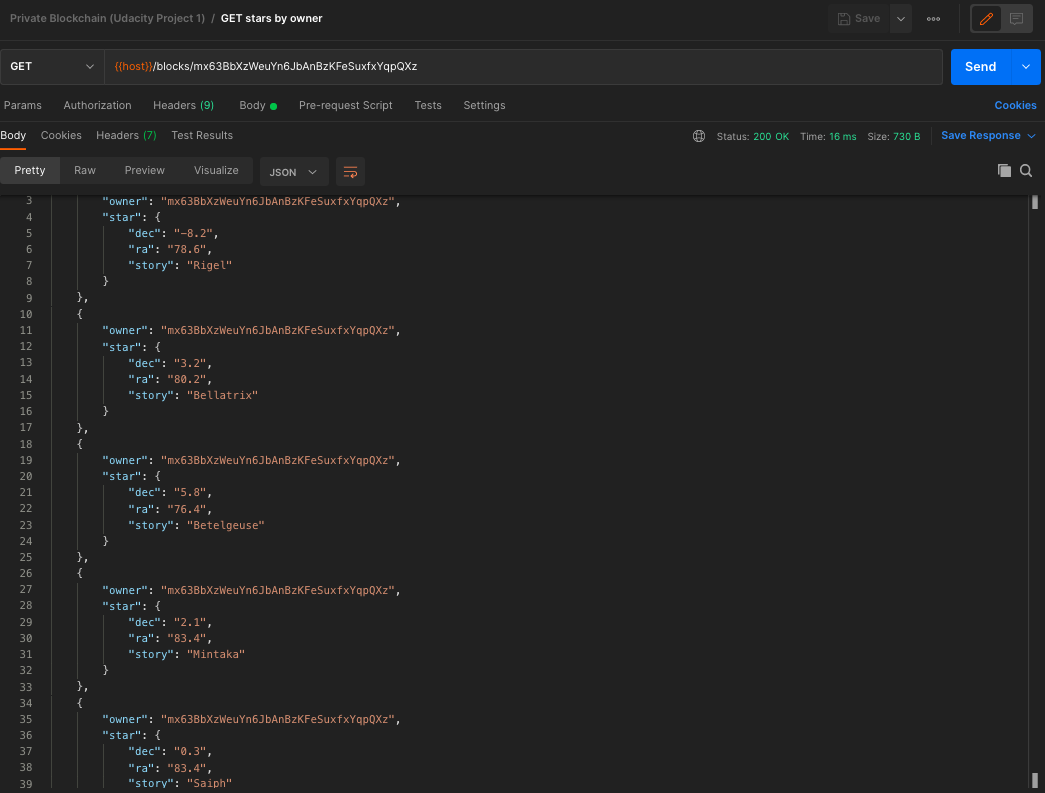 Private Blockchain (Udacity Project 1) / GET stars by owner
Save
GET {{host}}/blocks/mx63BbXzWeuYn6JbAnBzKFeSuxfxYqpQXz Send
Params Authorization Headers (9) Body Pre-request Script Tests Settings Cookies
Body Cookies Headers (7) Test Results Status: 200 OK Time: 16 ms Size: 730 B Save Response
Pretty Raw Preview Visualize JSON
3 "owner": "mx63BbXzWeuYn6JbAnBzKFeSuxfxYqpQXz",
4 "star": {
5 "dec": "-8.2",
6 "ra": "78.6",
7 "story": "Rigel"
8 }
9 },
10 {
11 "owner": "mx63BbXzWeuYn6JbAnBzKFeSuxfxYqpQXz",
12 "star": {
13 "dec": "3.2",
14 "ra": "80.2",
15 "story": "Bellatrix"
16 }
17 },
18 {
19 "owner": "mx63BbXzWeuYn6JbAnBzKFeSuxfxYqpQXz",
20 "star": {
21 "dec": "5.8",
22 "ra": "76.4",
23 "story": "Betelgeuse"
24 }
25 },
26 {
27 "owner": "mx63BbXzWeuYn6JbAnBzKFeSuxfxYqpQXz",
28 "star": {
29 "dec": "2.1",
30 "ra": "83.4",
31 "story": "Mintaka"
32 }
33 },
34 {
35 "owner": "mx63BbXzWeuYn6JbAnBzKFeSuxfxYqpQXz",
36 "star": {
37 "dec": "0.3",
38 "ra": "83.4",
39 "story": "Saiph"